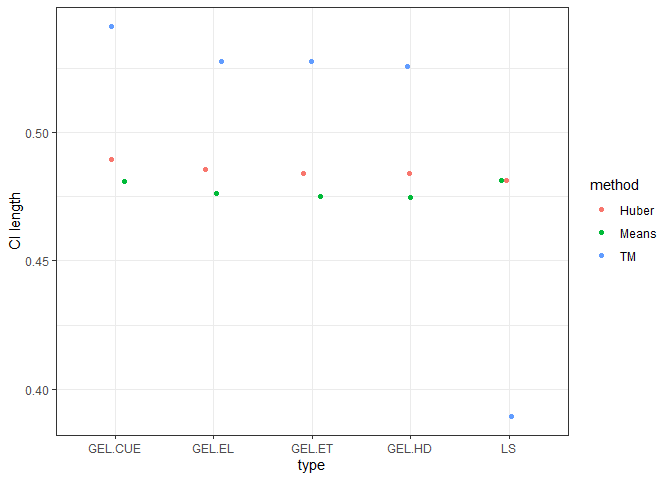 CI length
0.50
0.45
0.40
GEL.CUE GEL.EL GEL.ET GEL.HD LS
type
method
Huber
Means
TM